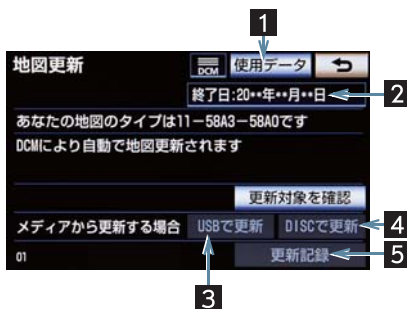 1
地図更新 DCM 使用データ
終了日:20••年••月••日 2
あなたの地図のタイプは11－58A3－58A0です
DCMにより自動で地図更新されます
更新対象を確認
メディアから更新する場合 USBで更新 DISCで更新 4
01 更新記録 5
3